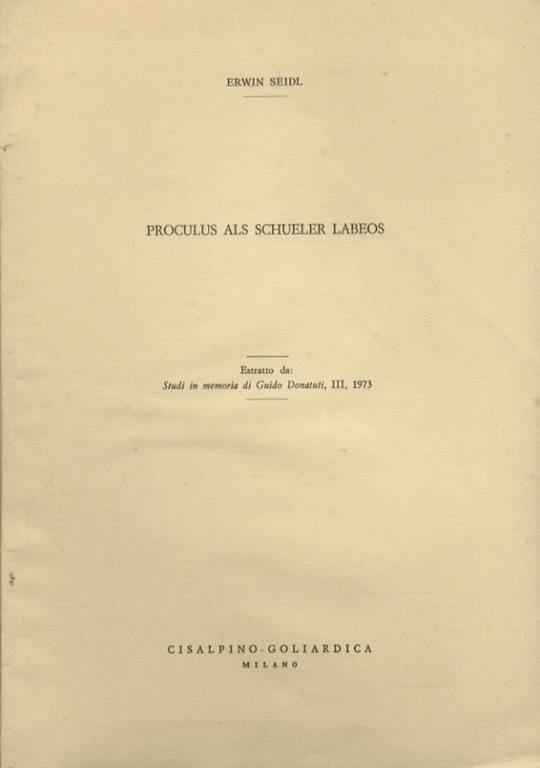 ERWIN SEIDL
PROCULUS ALS SCHUELER LABEOS
Estratto da:
Studi in memoria di Guido Donatuti, III, 1973
CISALPINO-GOLIARDICA
MILANO